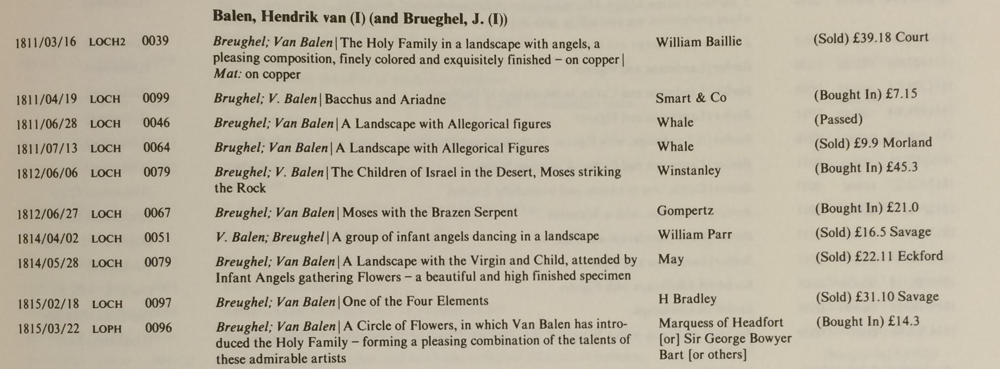 Balen, Hendrik van (I) (and Brueghel, J. (I))
1811/03/16 LOCH2 0039 Breughel; Van Balen| The Holy Family in a landscape with angels, a William Baillie (Sold) £39.18 Court
pleasing composition, finely colored and exquisitely finished – on copper|
Mat: on copper
1811/04/19 LOCH 0099 Brughel; V. Balen| Bacchus and Ariadne Smart & Co (Bought In) £7.15
1811/06/28 LOCH 0046 Breughel; Van Balen| A Landscape with Allegorical figures Whale (Passed)
1811/07/13 LOCH 0064 Brughel; Van Balen| A Landscape with Allegorical Figures Whale (Sold) £9.9 Morland
1812/06/06 LOCH 0079 Breughel; V. Balen| The Children of Israel in the Desert, Moses striking Winstanley (Bought In) £45.3
the Rock
1812/06/27 LOCH 0067 Breughel; Van Balen| Moses with the Brazen Serpent Gompertz (Bought In) £21.0
1814/04/02 LOCH 0051 V. Balen; Breughel| A group of infant angels dancing in a landscape William Parr (Sold) £16.5 Savage
1814/05/28 LOCH 0079 Breughel; Van Balen| A Landscape with the Virgin and Child, attended by May (Sold) £22.11 Eckford
Infant Angels gathering Flowers – a beautiful and high finished specimen
1815/02/18 LOCH 0097 Breughel; Van Balen| One of the Four Elements H Bradley (Sold) £31.10 Savage
1815/03/22 LOPH 0096 Breughel; Van Balen| A Circle of Flowers, in which Van Balen has intro- Marquess of Headfort (Bought In) £14.3
duced the Holy Family – forming a pleasing combination of the talents of [or] Sir George Bowyer
these admirable artists Bart [or others]